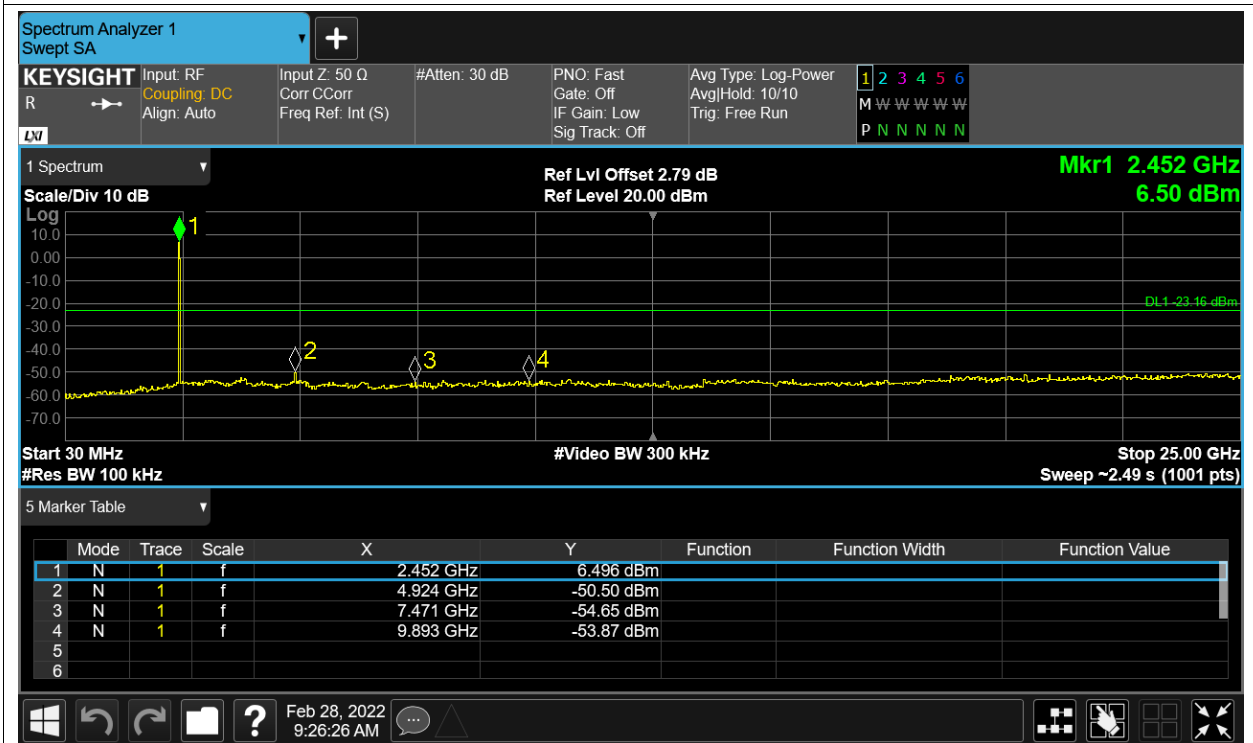 Spectrum Analyzer 1
Swept SA
KEYSIGHT Input: RF Input Z: 50 Ω #Atten: 30 dB PNO: Fast Avg Type: Log-Power 1 2 3 4 5 6
R Coupling: DC Corr CCorr Gate: Off Avg|Hold: 10/10 M W W W W W
Align: Auto Freq Ref: Int (S) IF Gain: Low Trig: Free Run
LXI Sig Track: Off P N N N N N
1 Spectrum Ref Lvl Offset 2.79 dB Mkr1 2.452 GHz
Scale/Div 10 dB Ref Level 20.00 dBm 6.50 dBm
Log
1
10.0
0.00
-10.0
-20.0 DL1 -23.16 dBm
-30.0
-40.0 2 3 4
-50.0
-60.0
-70.0
Start 30 MHz #Video BW 300 kHz Stop 25.00 GHz
#Res BW 100 kHz Sweep ~2.49 s (1001 pts)
5 Marker Table
Mode Trace Scale X Y Function Function Width Function Value
1 N 1 f 2.452 GHz 6.496 dBm
2 N 1 f 4.924 GHz -50.50 dBm
3 N 1 f 7.471 GHz -54.65 dBm
4 N 1 f 9.893 GHz -53.87 dBm
5
6
? Feb 28, 2022
9:26:26 AM